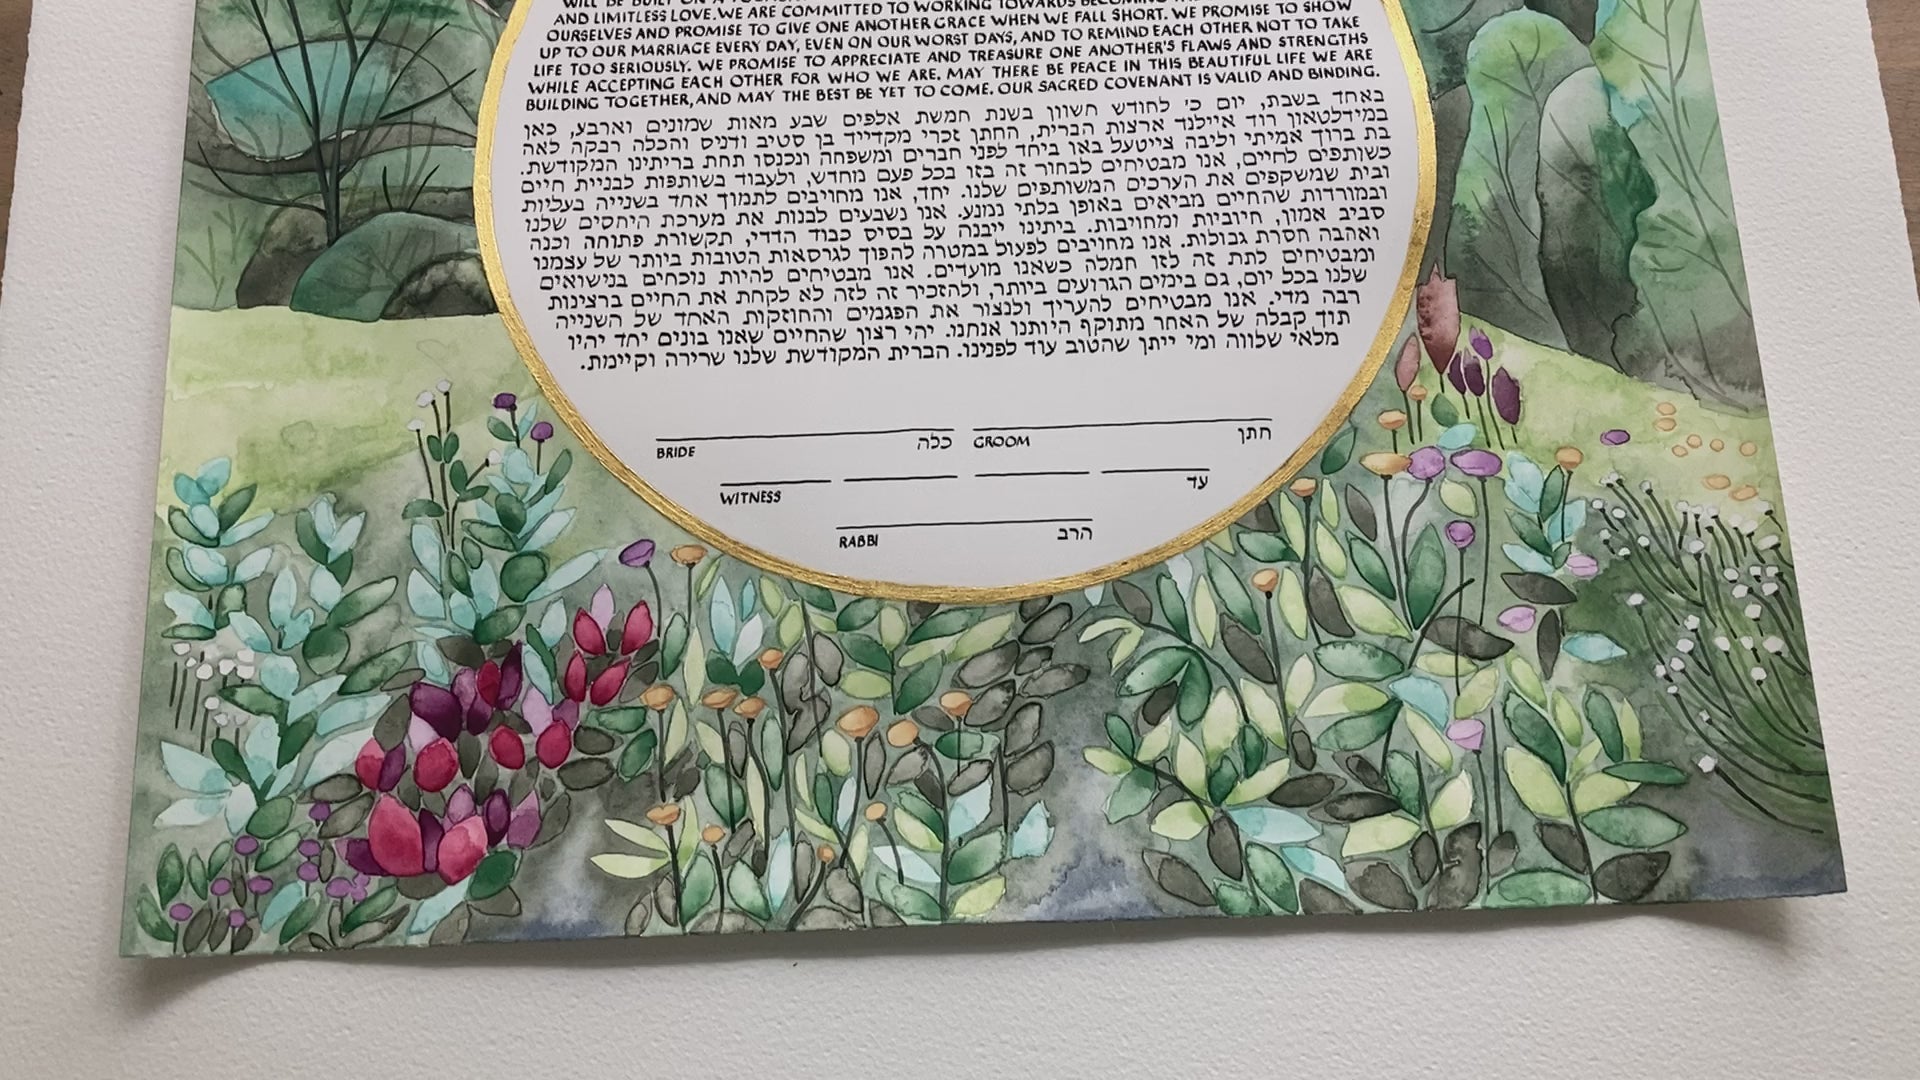 WILL BE BUILT ON A
AND LIMITLESS LOVE. WE ARE COMMITTED TO WORKING TOWARDS BECOMING
OURSELVES AND PROMISE TO GIVE ONE ANOTHER GRACE WHEN WE FALL SHORT. WE PROMISE TO SHOW
UP TO OUR MARRIAGE EVERY DAY, EVEN ON OUR WORST DAYS, AND TO REMIND EACH OTHER NOT TO TAKE
LIFE TOO SERIOUSLY. WE PROMISE TO APPRECIATE AND TREASURE ONE ANOTHER'S FLAWS AND STRENGTHS
WHILE ACCEPTING EACH OTHER FOR WHO WE ARE. MAY THERE BE PEACE IN THIS BEAUTIFUL LIFE WE ARE
BUILDING TOGETHER, AND MAY THE BEST BE YET TO COME. OUR SACRED COVENANT IS VALID AND BINDING.
באחד בשבת, יום כ׳ לחודש חשוון בשנת חמשת אלפים שבע מאות שמונים וארבע, כאן
במידלטאון רוד איילנד ארצות הברית, החתן זכרי מקדייד בן סטיב ודניס והכלה רבקה לאה
בת ברוך אמיתי וליבה צייטעל באו ביחד לפני חברים ומשפחה ונכנסו תחת בריתינו המקודשת.
כשותפים לחיים, אנו מבטיחים לבחור זה בזו בכל פעם מחדש, ולעבוד בשותפות לבניית חיים
ובית שמשקפים את הערכים המשותפים שלנו. יחד, אנו מחויבים לתמוך אחד בשנייה בעליות
ובמורדות שהחיים מביאים באופן בלתי נמנע. אנו נשבעים לבנות את מערכת היחסים שלנו
סביב אמון, חיוביות ומחויבות. ביתינו ייבנה על בסיס כבוד הדדי, תקשורת פתוחה וכנה
ואהבה חסרת גבולות. אנו מחויבים לפעול במטרה להפוך לגרסאות הטובות ביותר של עצמנו
ומבטיחים לתת זה לזו חמלה כשאנו מועדים. אנו מבטיחים להיות נוכחים בנישואים
שלנו בכל יום, גם בימים הגרועים ביותר, ולהזכיר זה לזה לא לקחת את החיים ברצינות
רבה מדי. אנו מבטיחים להעריך ולנצור את הפגמים והחוזקות האחד של השנייה
תוך קבלה של האחר מתוקף היותנו אנחנו. יהי רצון שהחיים שאנו בונים יחד יהיו
מלאי שלווה ומי ייתן שהטוב עוד לפנינו. הברית המקודשת שלנו שרירה וקיימת.
BRIDE כלה GROOM חתן
WITNESS עד
RABBI הרב